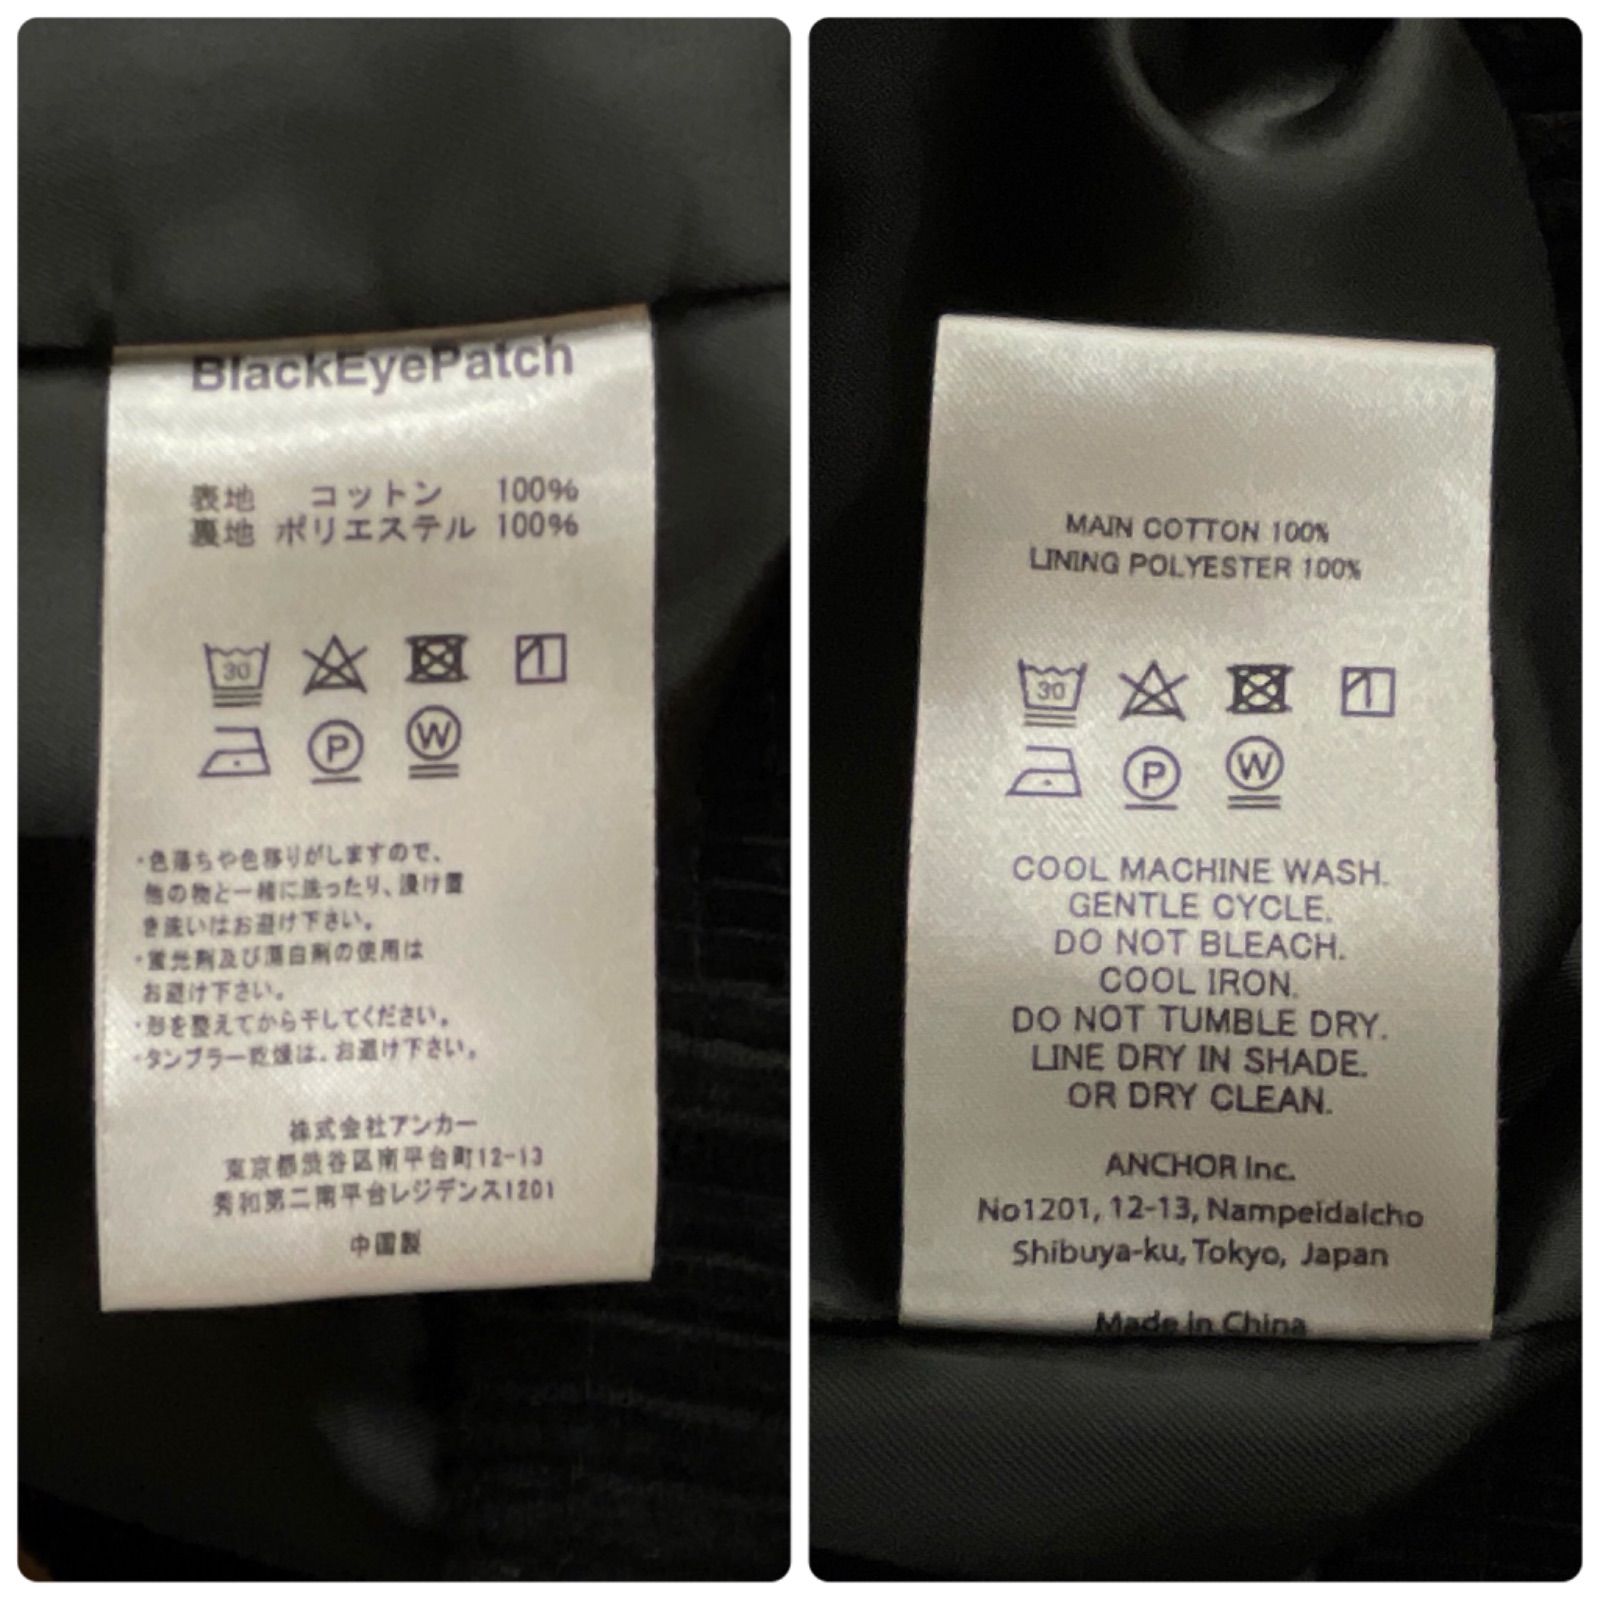 BlackEyePatch
表地 コットン 100%
裏地 ポリエステル 100%
30
P W
・色落ちや色移りがしますので、
他の物と一緒に洗ったり、浸け置
き洗いはお避け下さい。
・蛍光剤及び漂白剤の使用は
お避け下さい。
・形を整えてから干してください。
・タンブラー乾燥は、お避け下さい。
株式会社アンカー
東京都渋谷区南平台町12-13
秀和第二南平台レジデンス1201
中国製
MAIN COTTON 100%
LINING POLYESTER 100%
30
P W
COOL MACHINE WASH.
GENTLE CYCLE.
DO NOT BLEACH.
COOL IRON.
DO NOT TUMBLE DRY.
LINE DRY IN SHADE.
OR DRY CLEAN.
ANCHOR Inc.
No1201, 12-13, Nampeidaicho
Shibuya-ku, Tokyo, Japan
Made in China